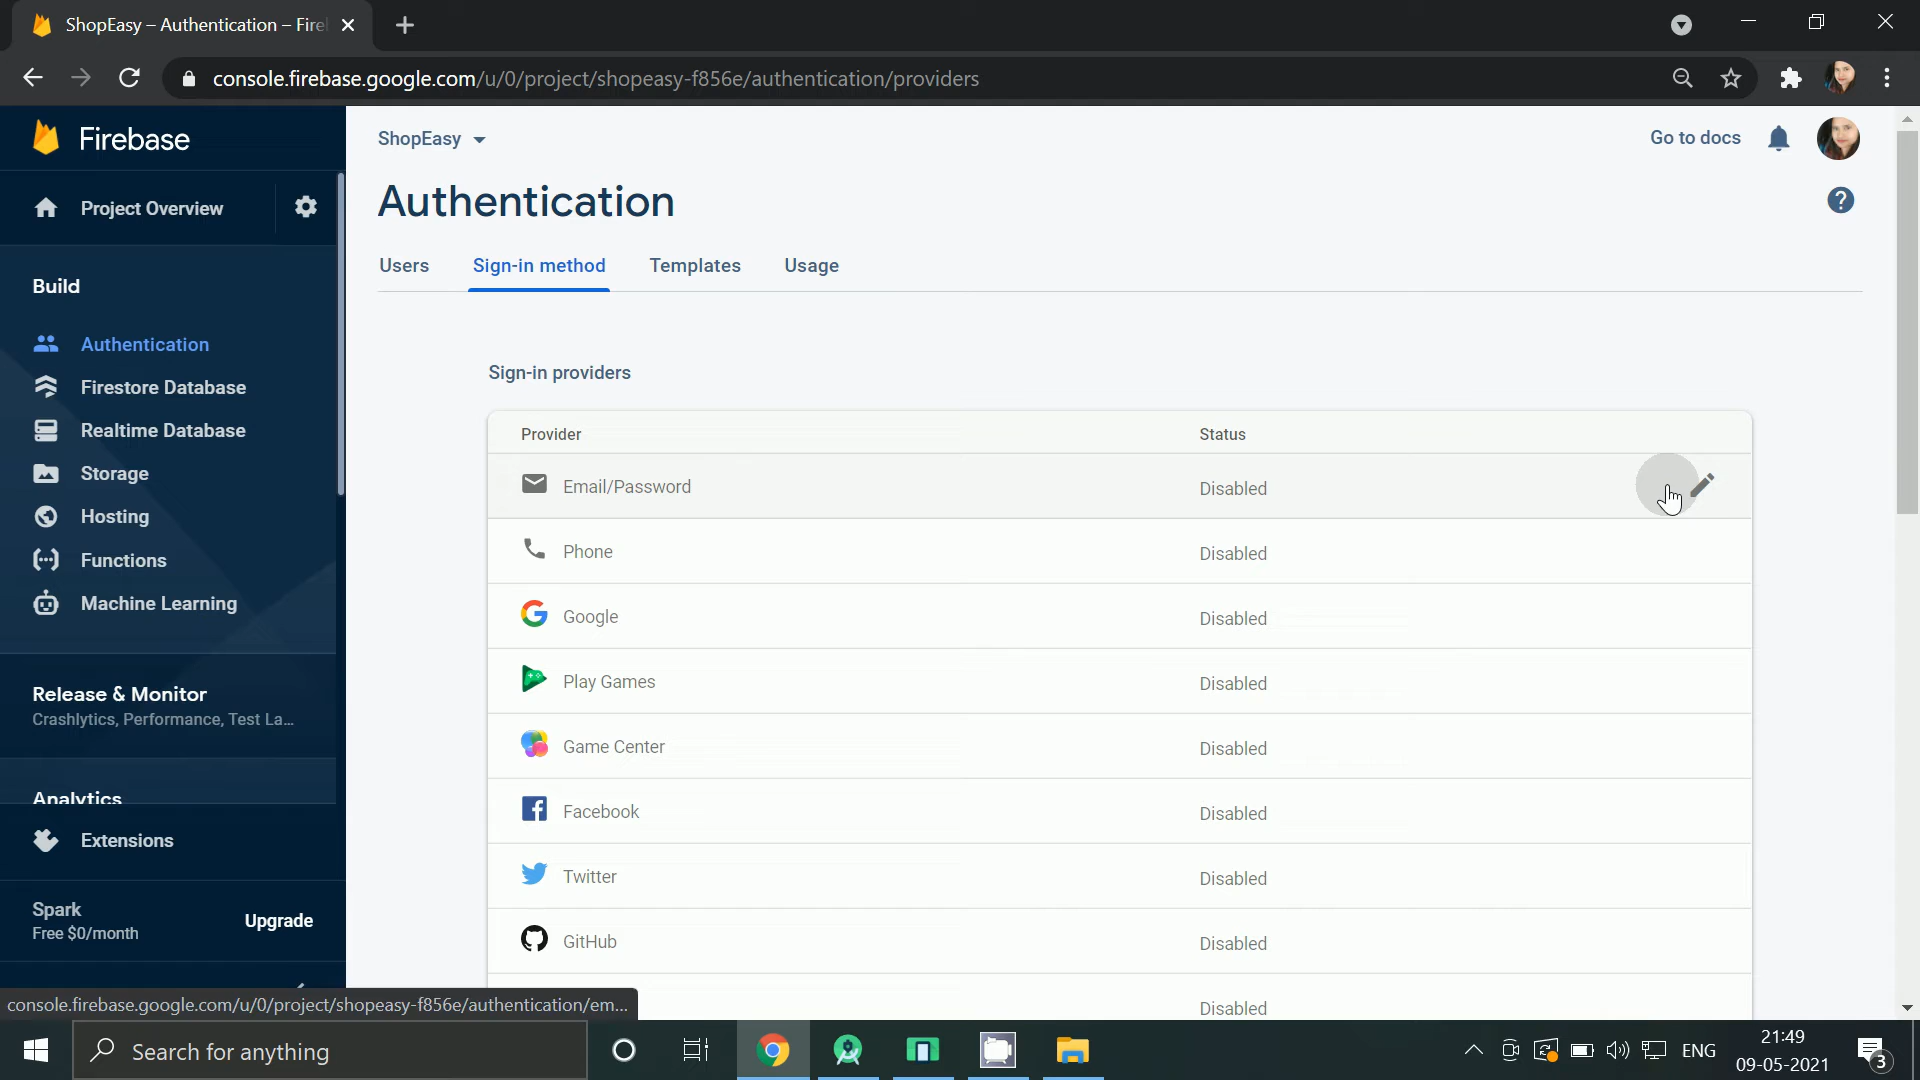 ShopEasy – Authentication – Fire
console.firebase.google.com/u/0/project/shopeasy-f856e/authentication/providers
Firebase
Project Overview
Build
Authentication
Firestore Database
Realtime Database
Storage
Hosting
Functions
Machine Learning
Release & Monitor
Crashlytics, Performance, Test La...
Analytics
Extensions
Spark
Free $0/month
Upgrade
console.firebase.google.com/u/0/project/shopeasy-f856e/authentication/em...
ShopEasy
Go to docs
Authentication
Users
Sign-in method
Templates
Usage
Sign-in providers
Provider Status
Email/Password Disabled
Phone Disabled
Google Disabled
Play Games Disabled
Game Center Disabled
Facebook Disabled
Twitter Disabled
GitHub Disabled
Disabled
Search for anything
ENG
21:49
09-05-2021
3